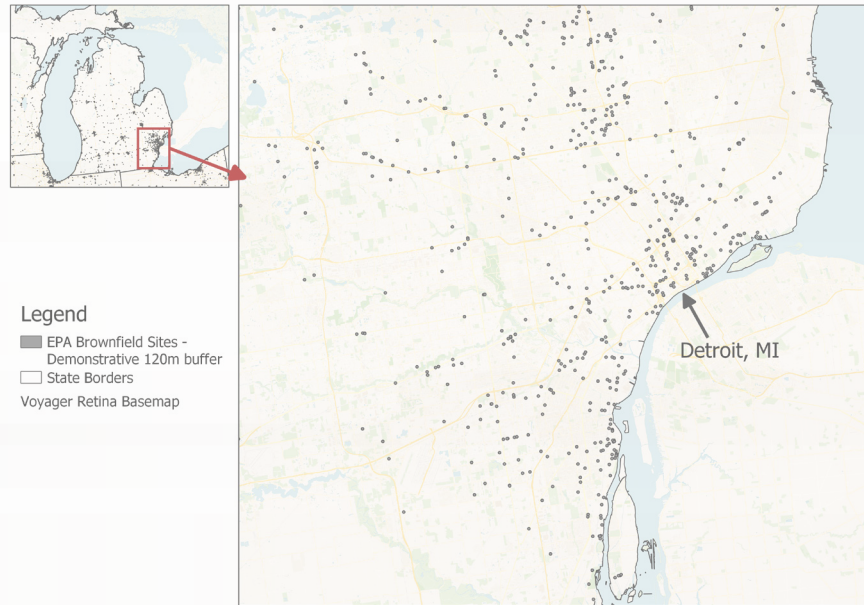 Legend
EPA Brownfield Sites -
Demonstrative 120m buffer
State Borders
Voyager Retina Basemap
Detroit, MI